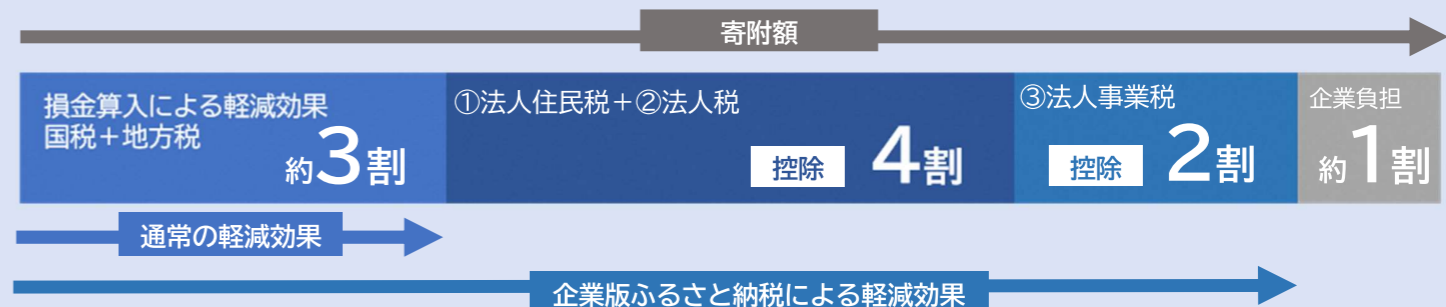 寄附額
損金算入による軽減効果
国税＋地方税
約3割
①法人住民税＋②法人税
控除 4割
③法人事業税
控除 2割
企業負担
約1割
通常の軽減効果
企業版ふるさと納税による軽減効果